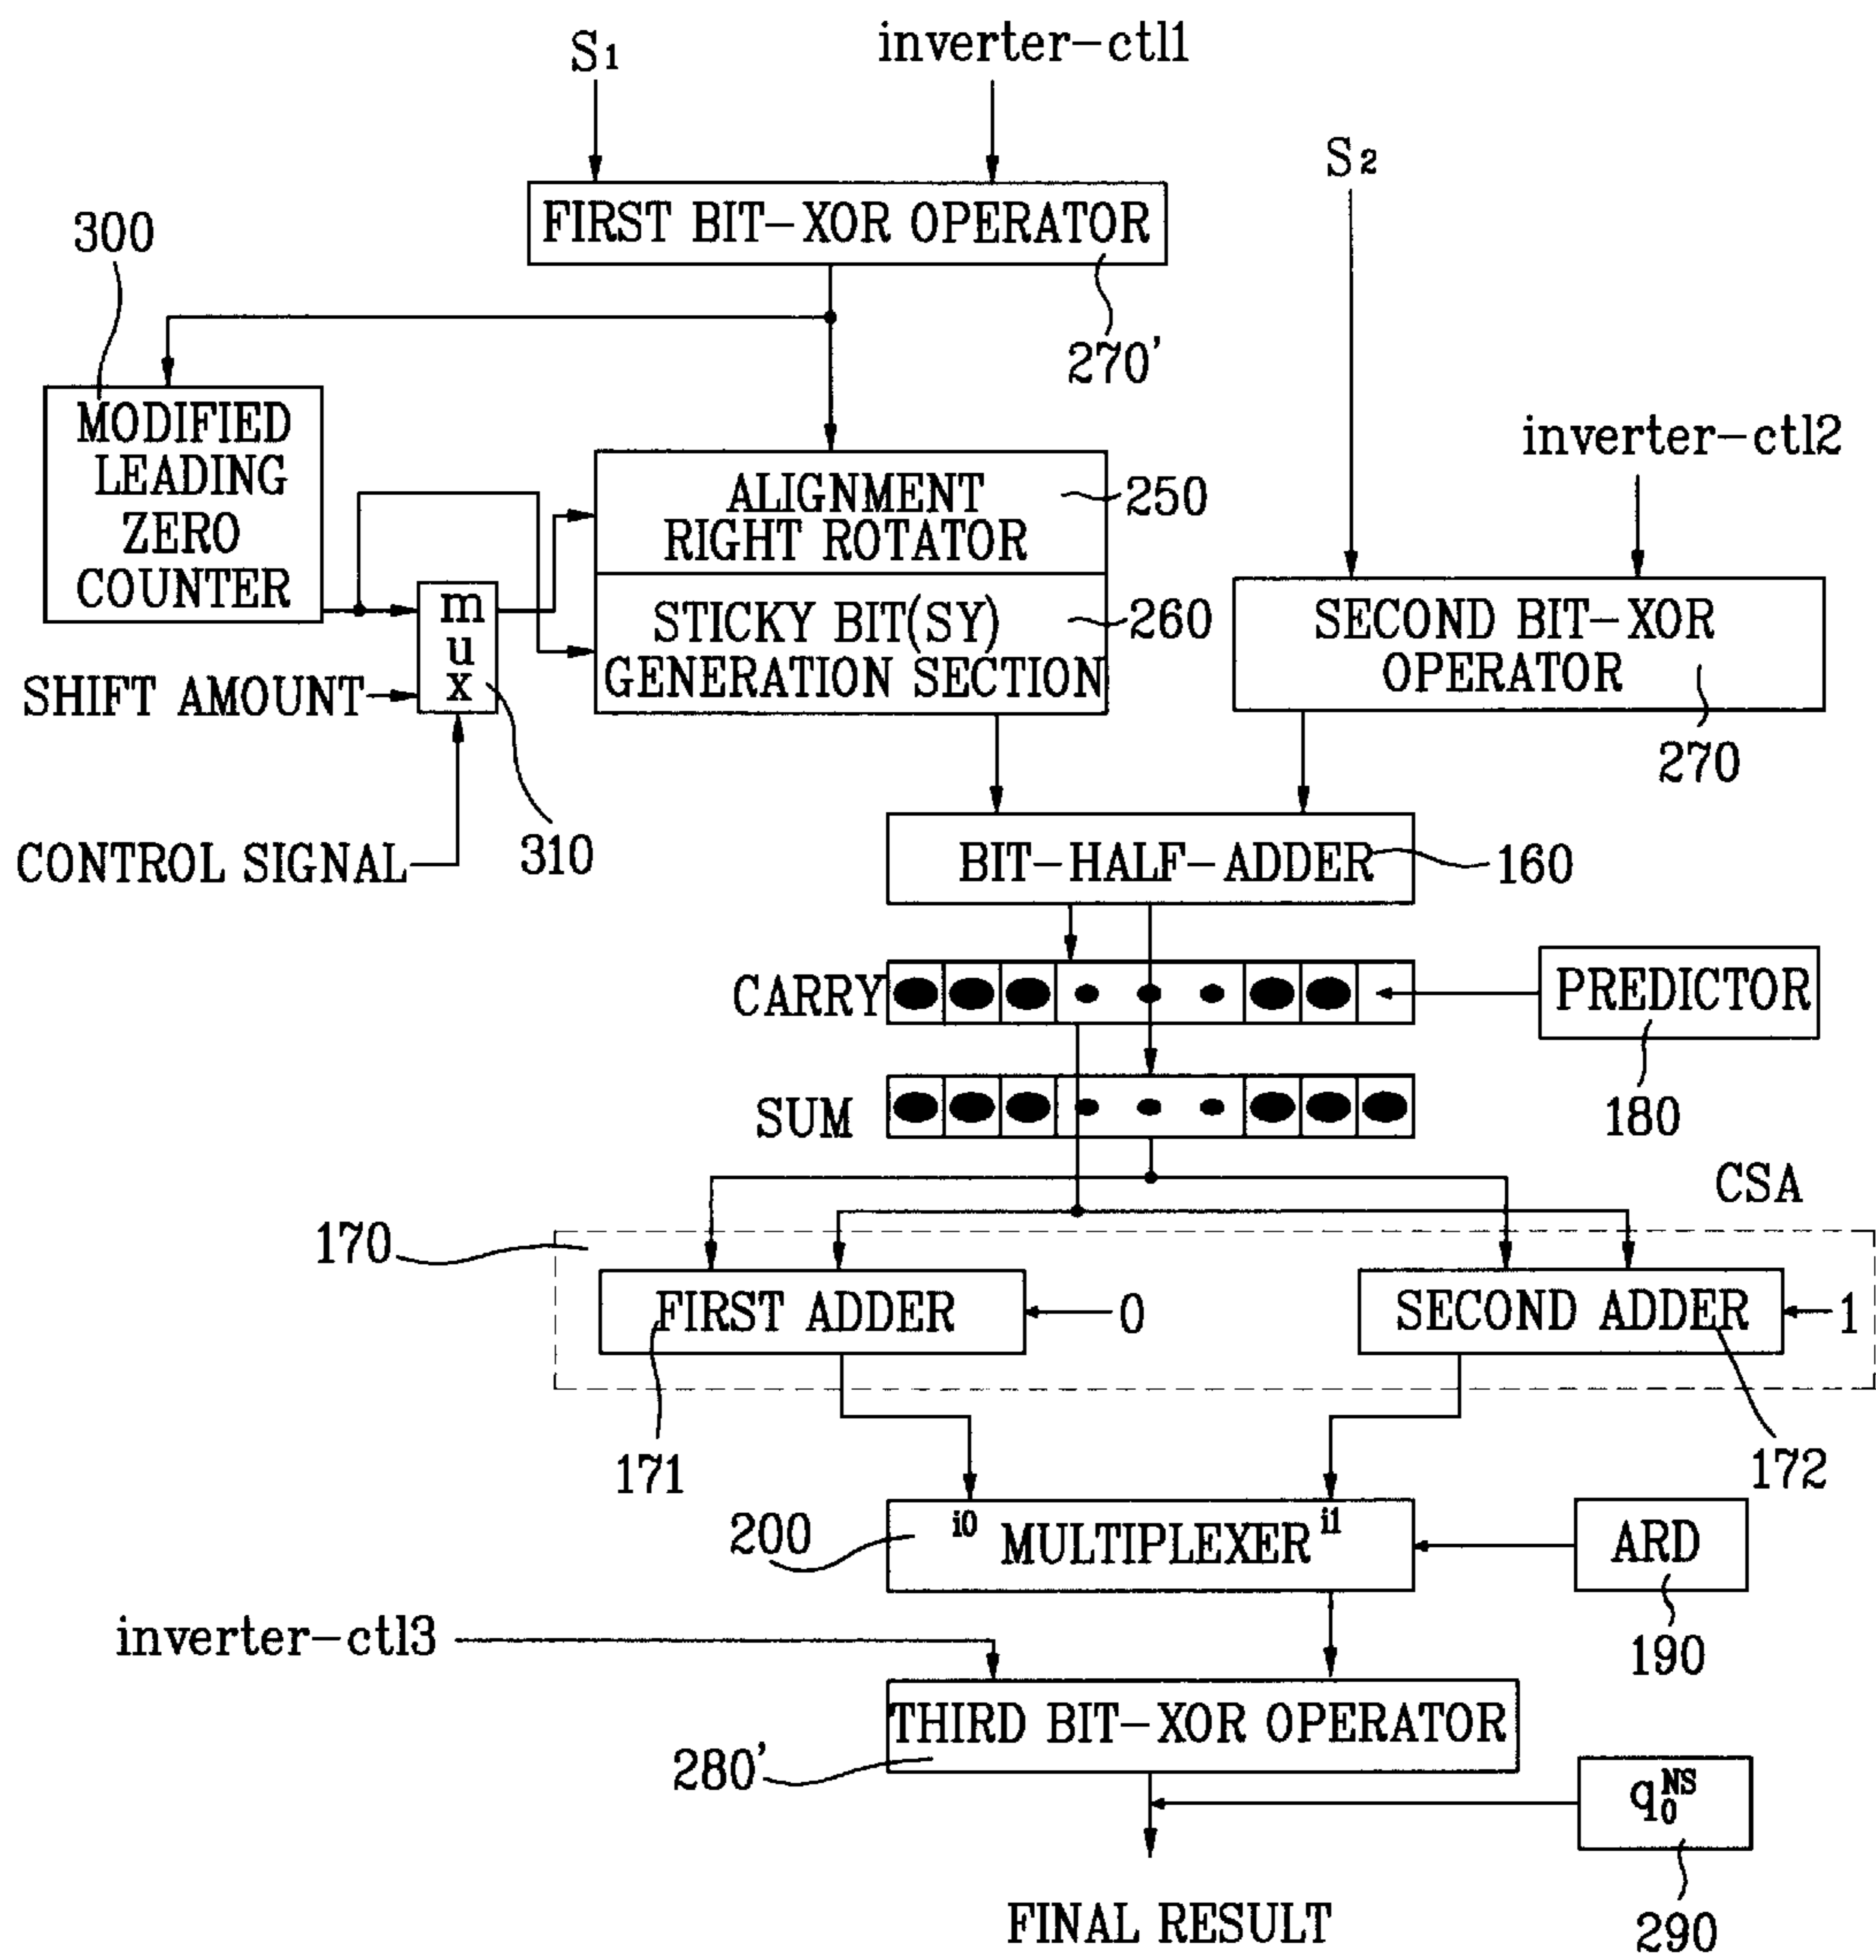 S1
inverter-ctl1
S2
FIRST BIT-XOR OPERATOR
300
270'
MODIFIED
LEADING
ZERO
COUNTER
inverter-ctl2
ALIGNMENT
RIGHT ROTATOR
250
STICKY BIT(SY)
GENERATION SECTION
260
SECOND BIT-XOR
OPERATOR
m
u
x
SHIFT AMOUNT
270
CONTROL SIGNAL
310
BIT-HALF-ADDER
160
CARRY
PREDICTOR
SUM
180
CSA
170
FIRST ADDER
0
SECOND ADDER
1
171
172
i0
MULTIPLEXER
i1
200
ARD
190
inverter-ctl3
THIRD BIT-XOR OPERATOR
280'
q0NS
290
FINAL RESULT